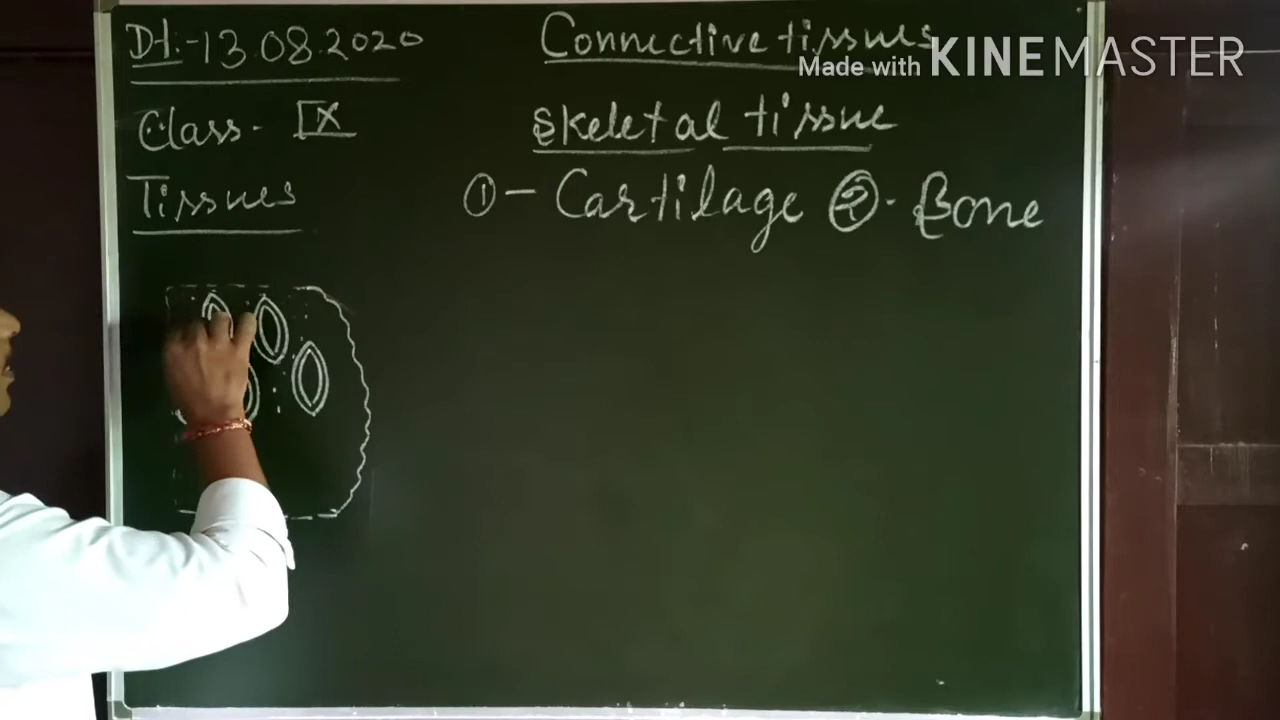 Dt:-13.08.2020
Connective tissues
Made with KINEMASTER
Class- IX
Skeletal tissue
Tissues
①- Cartilage ②. Bone